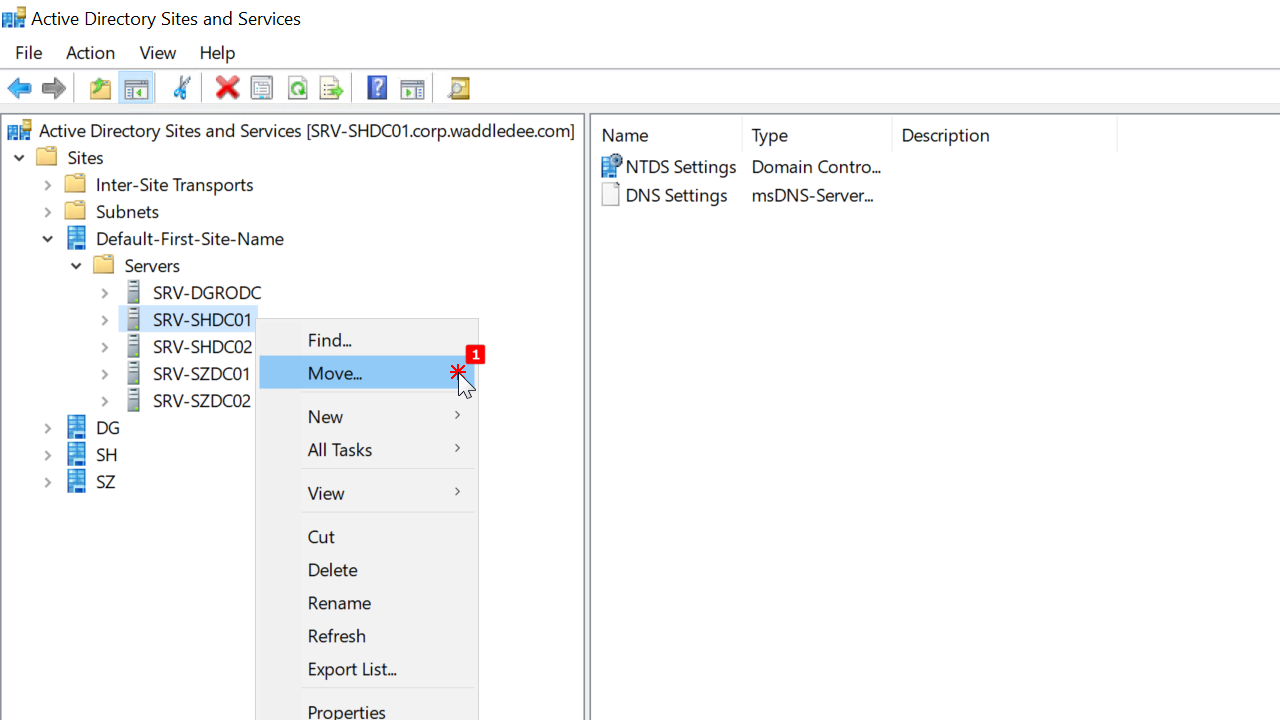 Active Directory Sites and Services
File Action View Help
Active Directory Sites and Services [SRV-SHDC01.corp.waddledee.com]
Sites
Inter-Site Transports
Subnets
Default-First-Site-Name
Servers
SRV-DGRODC
SRV-SHDC01
SRV-SHDC02
SRV-SZDC01
SRV-SZDC02
DG
SH
SZ
Find...
Move...
1
New
All Tasks
View
Cut
Delete
Rename
Refresh
Export List...
Properties
Name Type Description
NTDS Settings Domain Contro...
DNS Settings msDNS-Server...